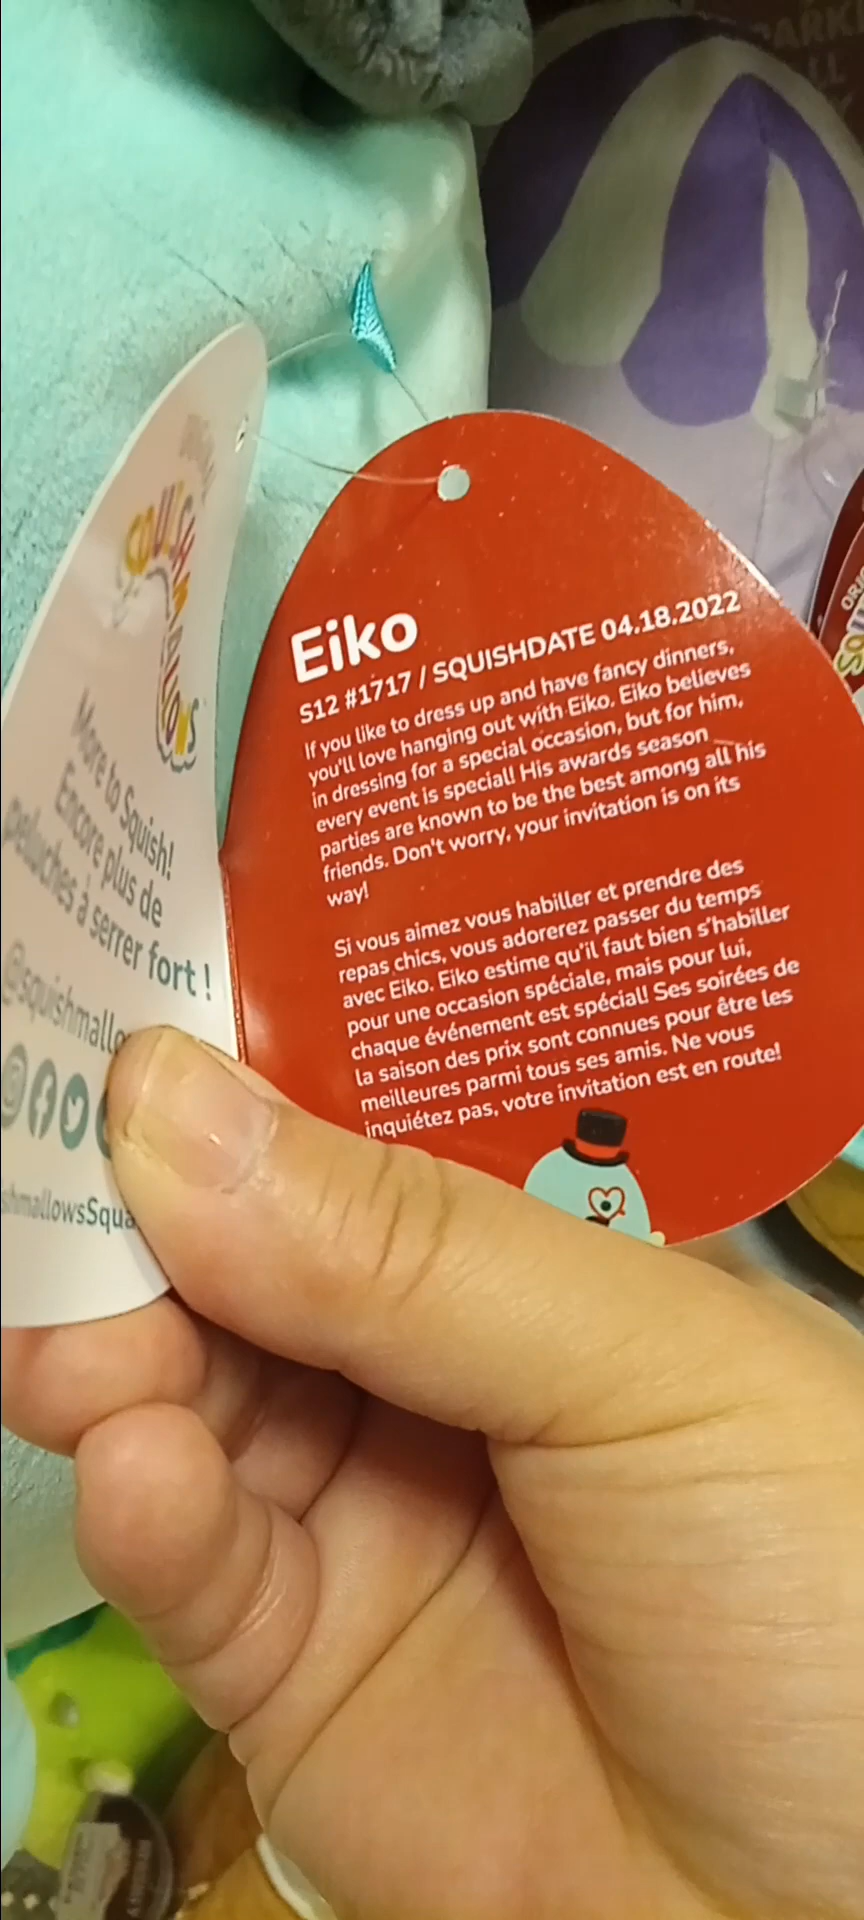 SQUISHMALLOWS
More to Squish!
Encore plus de
peluches à serrer fort !
Eiko
S12 #1717 / SQUISHDATE 04.18.2022
If you like to dress up and have fancy dinners,
you'll love hanging out with Eiko. Eiko believes
in dressing for a special occasion, but for him,
every event is special! His awards season
parties are known to be the best among all his
friends. Don't worry, your invitation is on its
way!
Si vous aimez vous habiller et prendre des
repas chics, vous adorerez passer du temps
avec Eiko. Eiko estime qu'il faut bien s'habiller
pour une occasion spéciale, mais pour lui,
chaque événement est spécial! Ses soirées de
la saison des prix sont connues pour être les
meilleures parmi tous ses amis. Ne vous
inquiétez pas, votre invitation est en route!